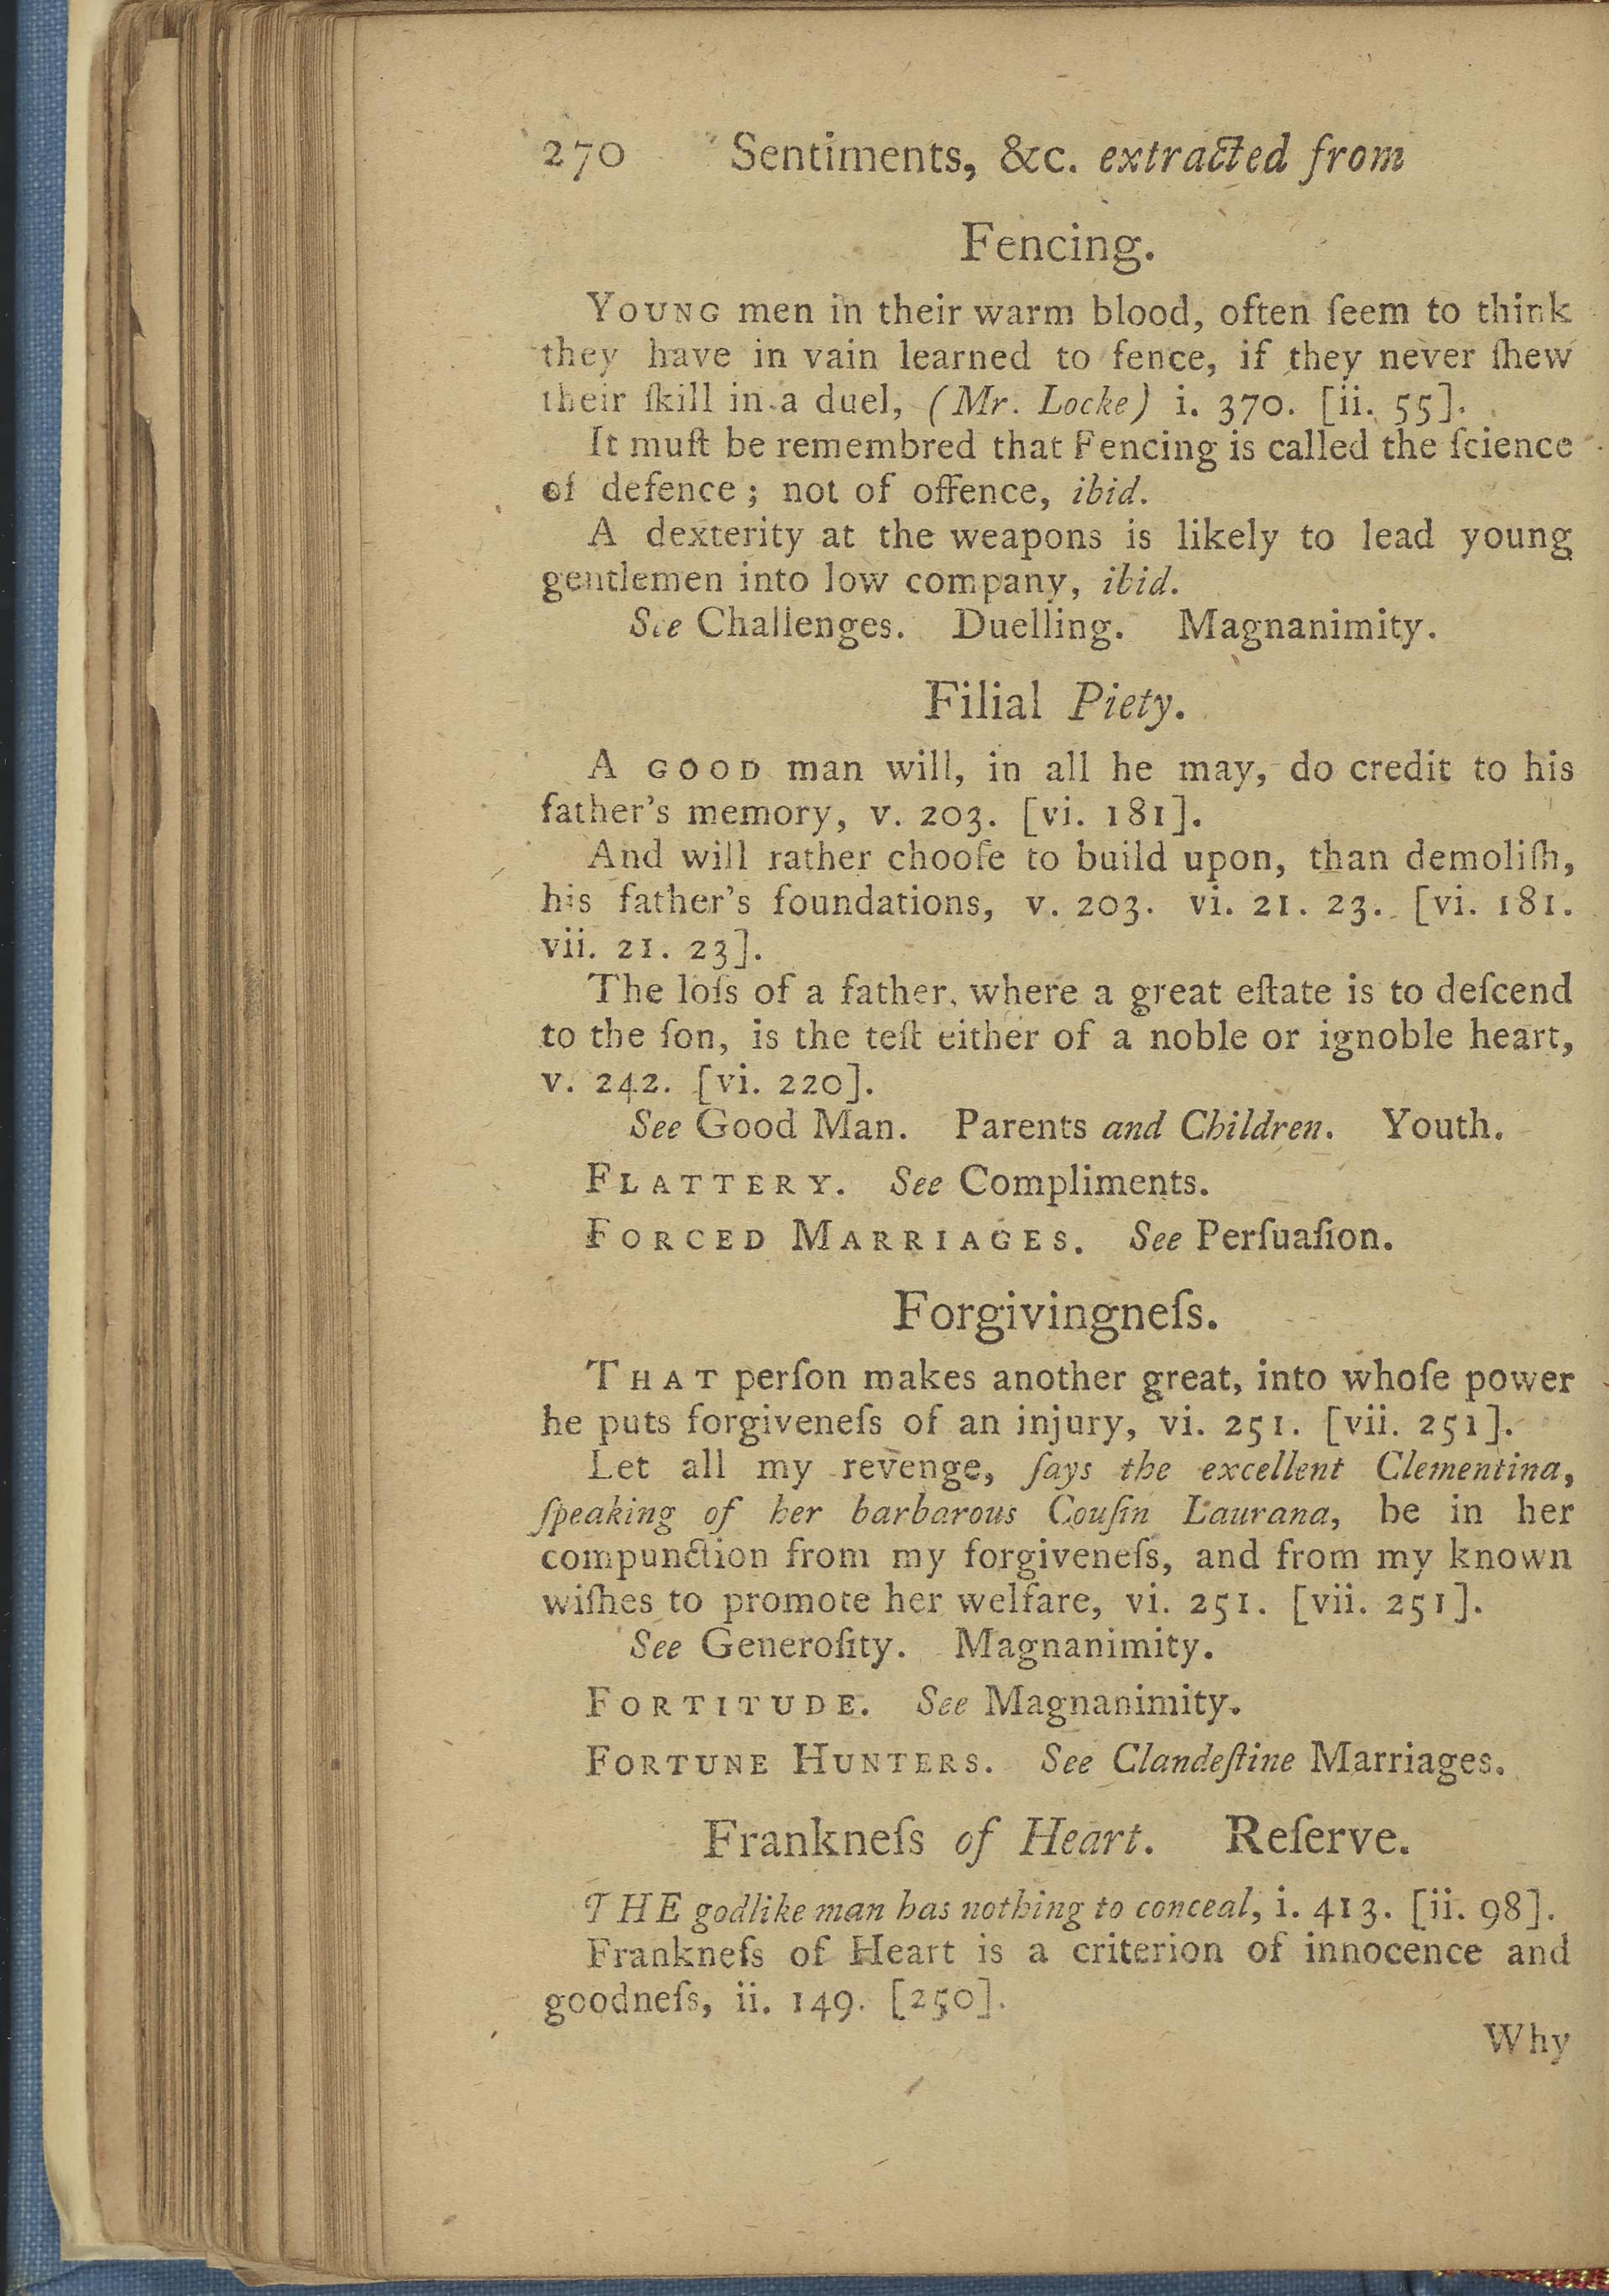 270 Sentiments, &c. extracted from
Fencing.
YOUNG men in their warm blood, often ſeem to think
they have in vain learned to fence, if they never ſhew
their ſkill in a duel, (Mr. Locke) i. 370. [ii. 55].
It muſt be remembred that Fencing is called the ſcience
of defence; not of offence, ibid.
A dexterity at the weapons is likely to lead young
gentlemen into low company, ibid.
See Challenges. Duelling. Magnanimity.
Filial Piety.
A GOOD man will, in all he may, do credit to his
father's memory, v. 203. [vi. 181].
And will rather chooſe to build upon, than demoliſh,
his father's foundations, v. 203. vi. 21. 23. [vi. 181.
vii. 21. 23].
The loſs of a father, where a great eſtate is to deſcend
to the ſon, is the teſt either of a noble or ignoble heart,
v. 242. [vi. 220].
See Good Man. Parents and Children. Youth.
FLATTERY. See Compliments.
FORCED MARRIAGES. See Perſuaſion.
Forgivingneſs.
THAT perſon makes another great, into whoſe power
he puts forgiveneſs of an injury, vi. 251. [vii. 251].
Let all my revenge, ſays the excellent Clementina,
ſpeaking of her barbarous Couſin Laurana, be in her
compunction from my forgiveneſs, and from my known
wiſhes to promote her welfare, vi. 251. [vii. 251].
See Generoſity. Magnanimity.
FORTITUDE. See Magnanimity.
FORTUNE HUNTERS. See Clandeſtine Marriages.
Frankneſs of Heart. Reſerve.
THE godlike man has nothing to conceal, i. 413. [ii. 98].
Frankneſs of Heart is a criterion of innocence and
goodneſs, ii. 149. [250].
Why